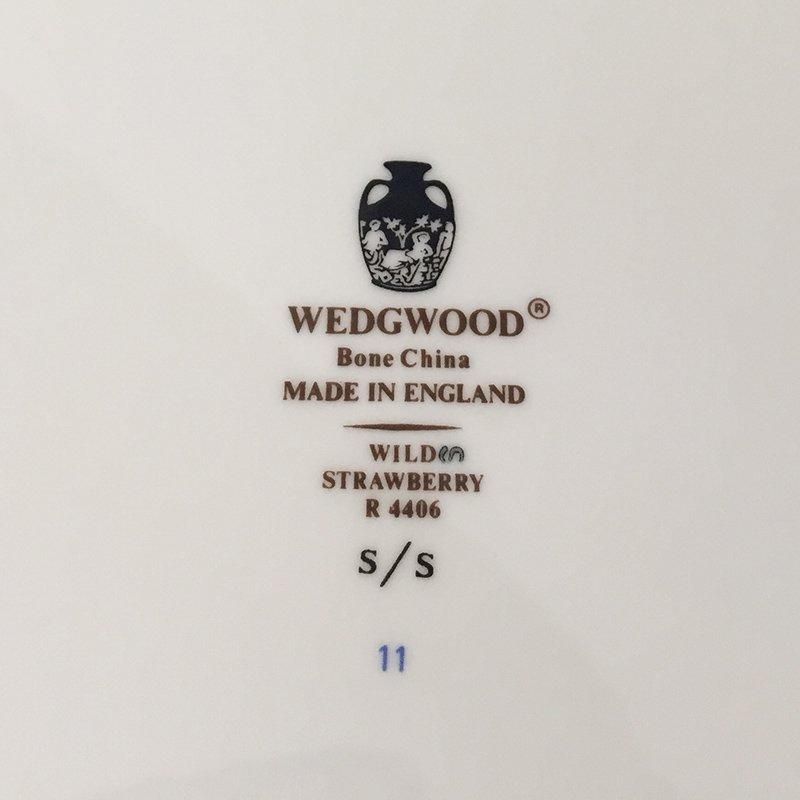 WEDGWOOD®
Bone China
MADE IN ENGLAND
WILD
STRAWBERRY
R 4406
S/S
11